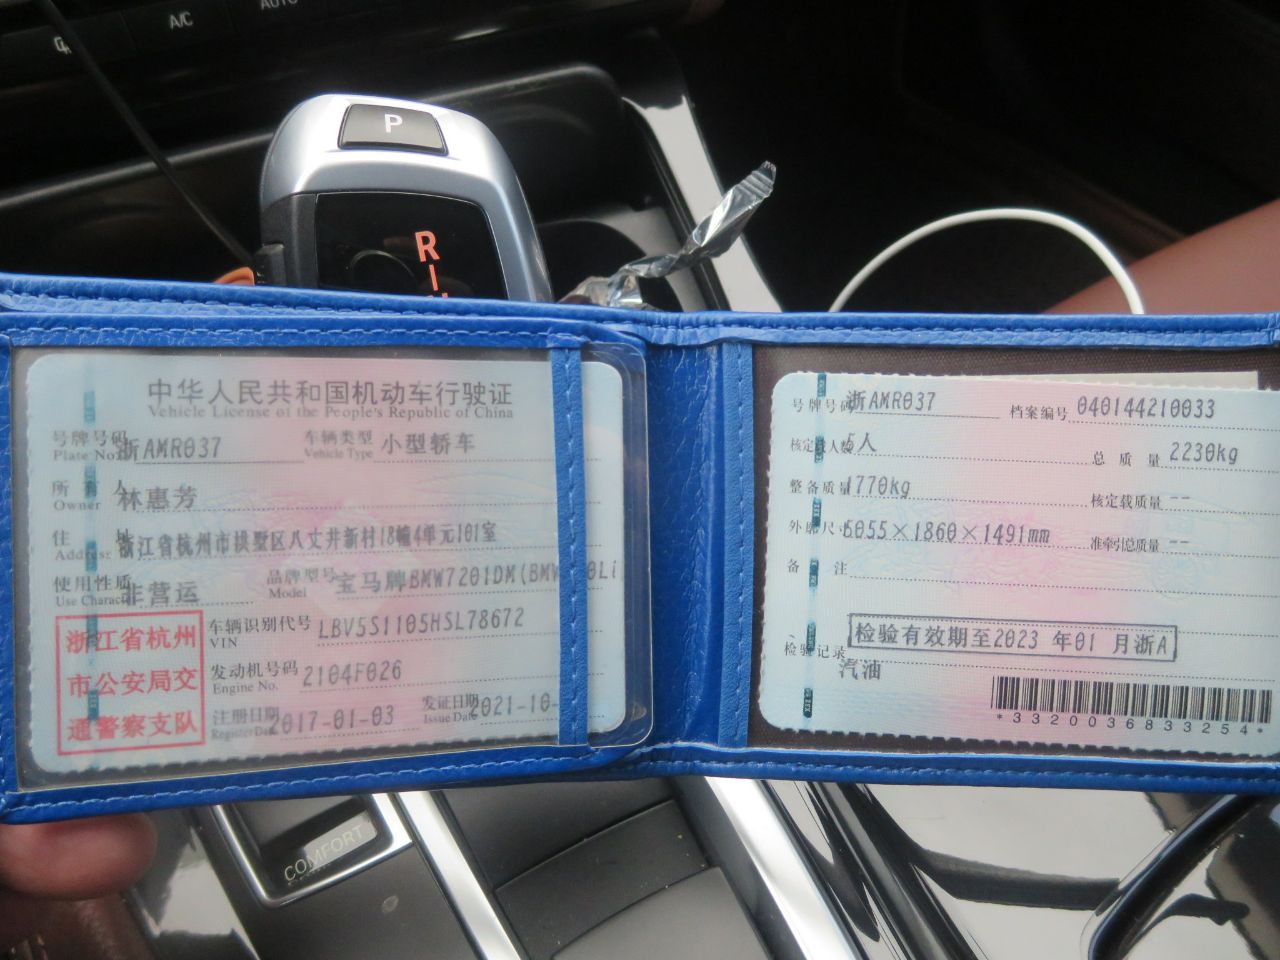 A/C
AUTO
P
R
中华人民共和国机动车行驶证
Vehicle License of the People's Republic of China
号牌号码 浙AMR037 车辆类型 小型轿车
Plate No. Vehicle Type
所有人 林惠芳
Owner
住址 浙江省杭州市拱墅区八丈井新村18幢4单元101室
Address
使用性质 非营运 品牌型号 宝马牌BMW7201DM(BMW
Use Character Model
车辆识别代号 LBV5S1105HSL78672
VIN
发动机号码 2104F026
Engine No.
注册日期 2017-01-03 发证日期 2021-10-
Register Date Issue Date
浙江省杭州
市公安局交
通警察支队
号牌号码 浙AMR037 档案编号 040144210033
核定载人数 5人 总质量 2230kg
整备质量 1770kg 核定载质量 --
外廓尺寸 5055×1860×1491mm 准牵引总质量 --
备注
检验有效期至2023年01月浙A
检验记录
汽油
*3320036833254*
COMFORT